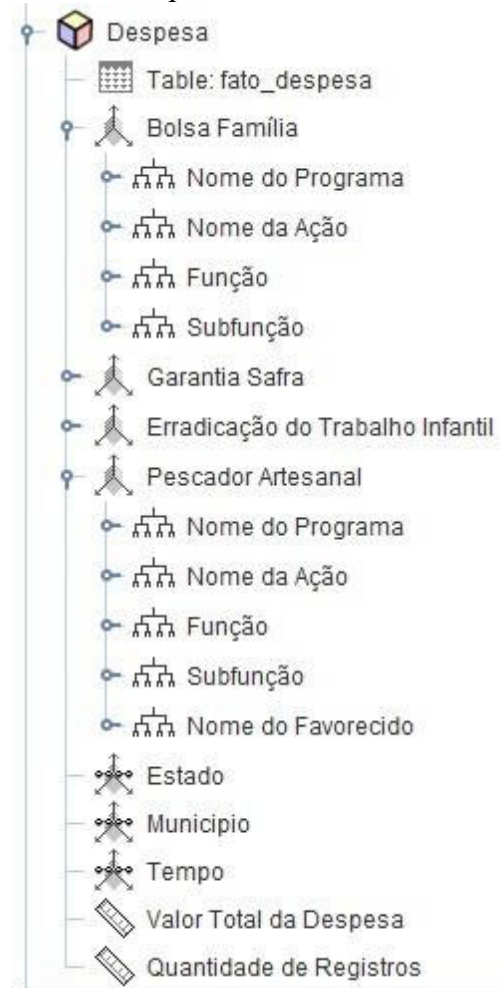 Despesa
Table: fato_despesa
Bolsa Família
Nome do Programa
Nome da Ação
Função
Subfunção
Garantia Safra
Erradicação do Trabalho Infantil
Pescador Artesanal
Nome do Programa
Nome da Ação
Função
Subfunção
Nome do Favorecido
Estado
Municipio
Tempo
Valor Total da Despesa
Quantidade de Registros